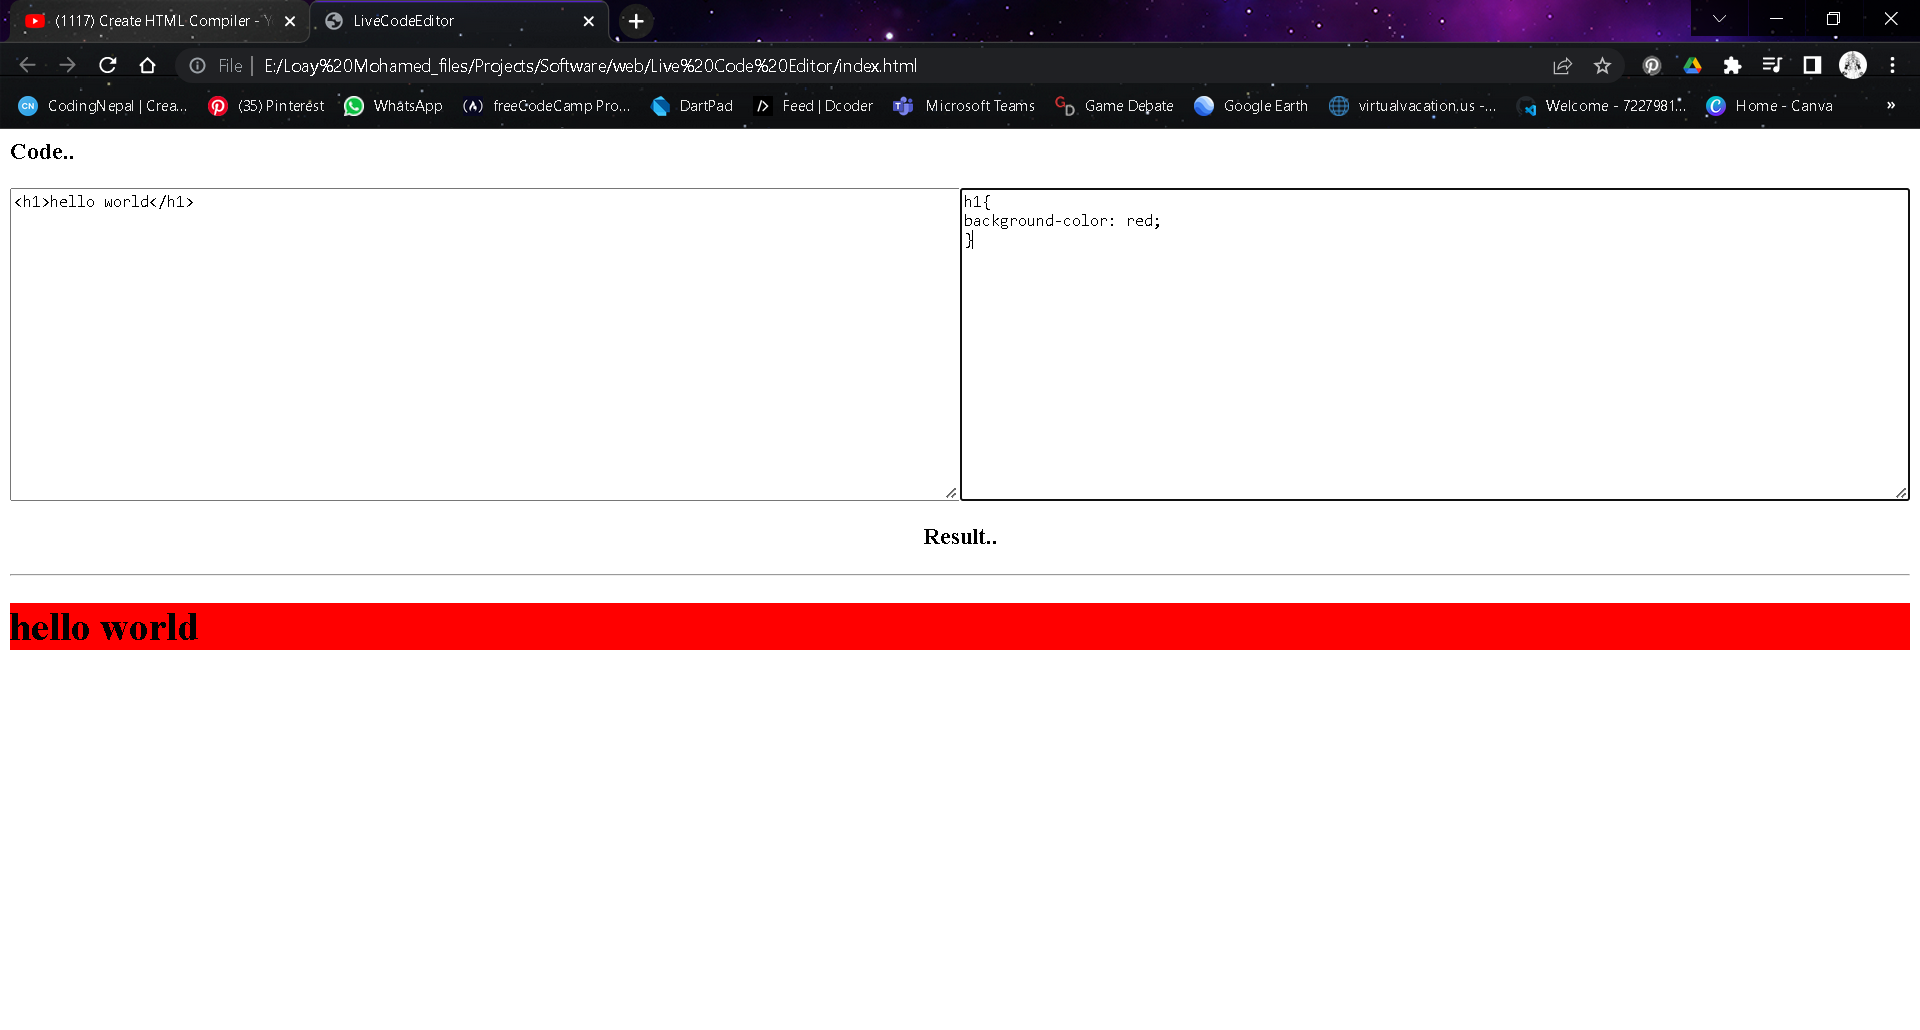 (1117) Create HTML Compiler - Y
LiveCodeEditor
File | E:/Loay%20Mohamed_files/Projects/Software/web/Live%20Code%20Editor/index.html
CodingNepal | Crea... (35) Pinterest WhatsApp freeCodeCamp Pro... DartPad Feed | Dcoder Microsoft Teams Game Debate Google Earth virtualvacation.us -... Welcome - 7227981... Home - Canva »
Code..
<h1>hello world</h1>
h1{
background-color: red;
}
Result..
hello world